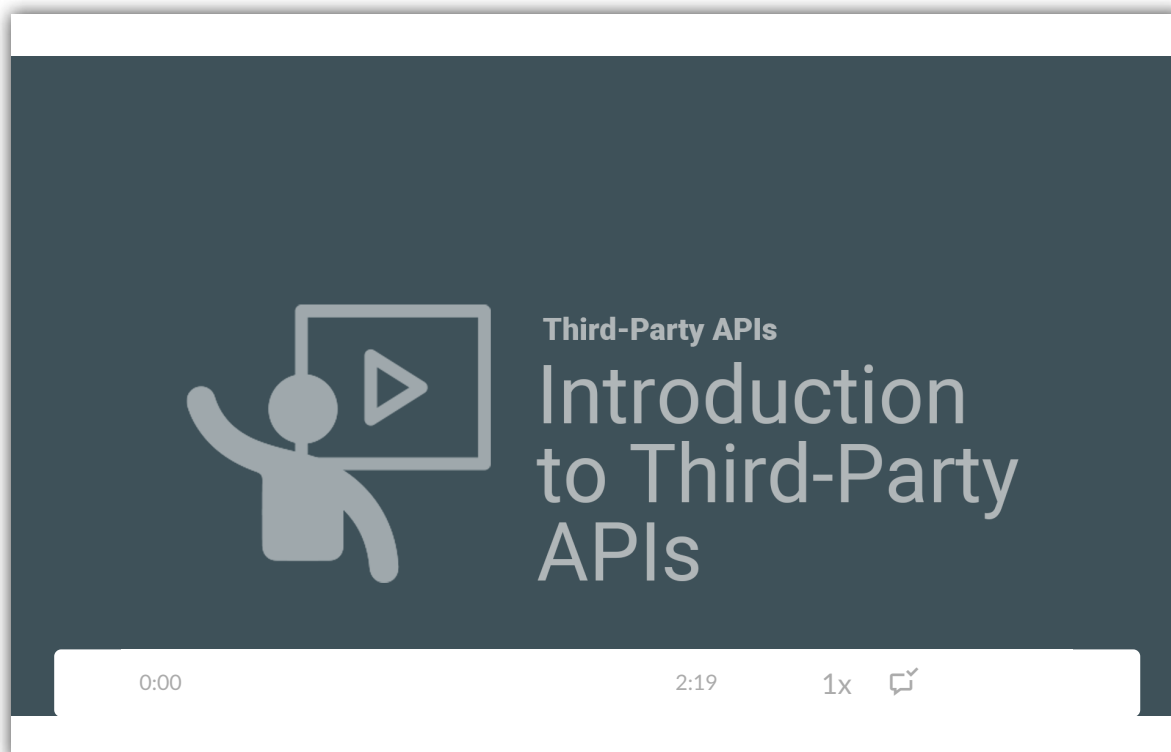 Third-Party APIs
Introduction
to Third-Party
APIs
0:00 2:19 1x